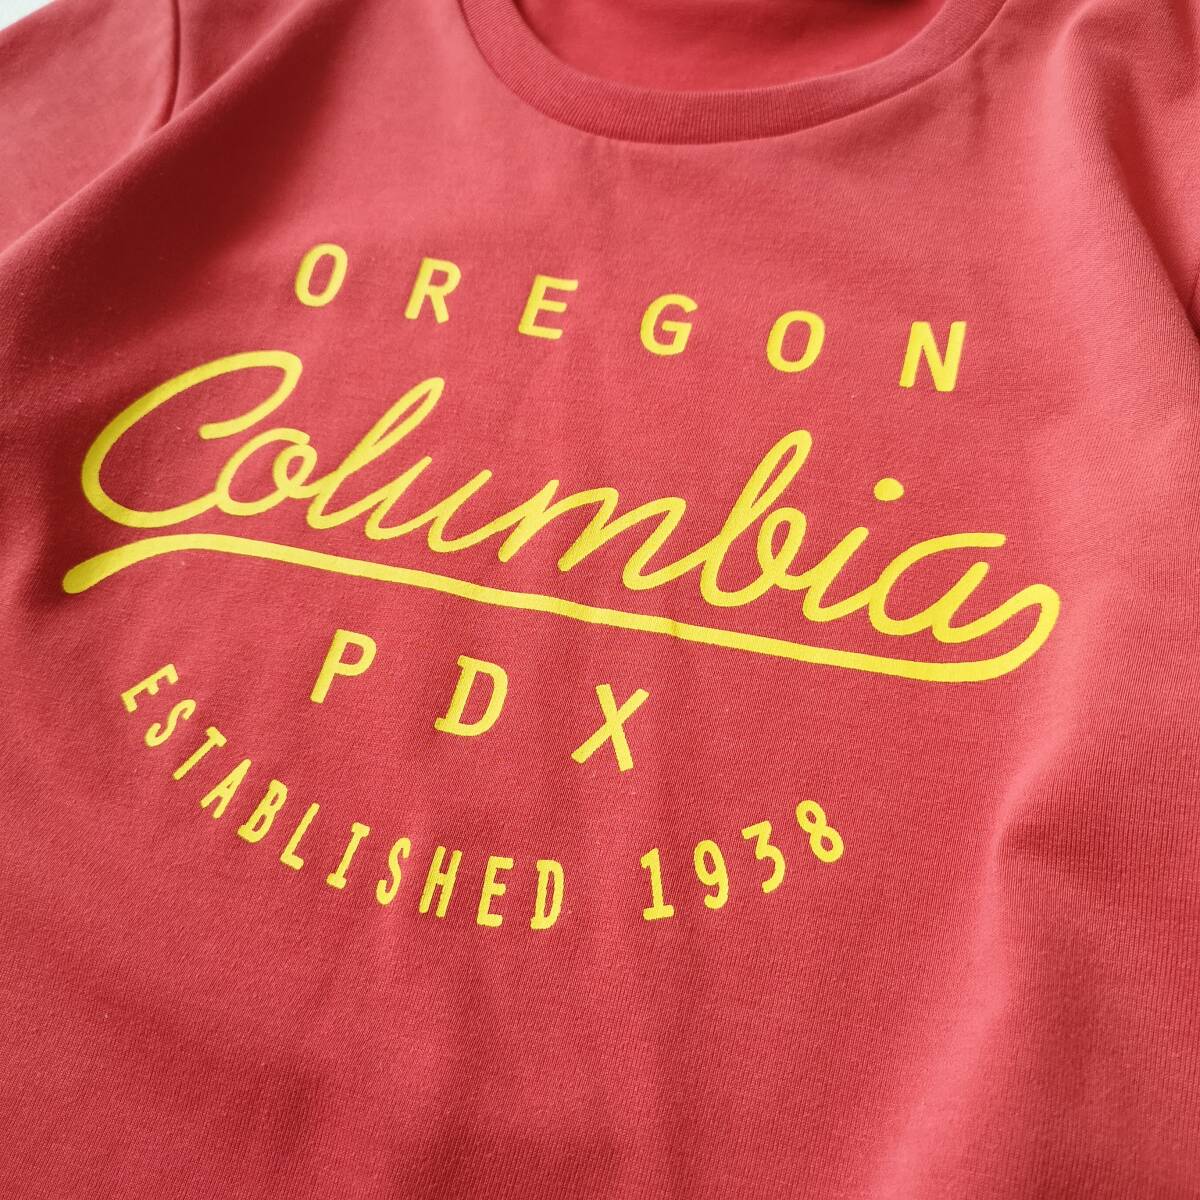 OREGON
Columbia
PDX
ESTABLISHED 1938